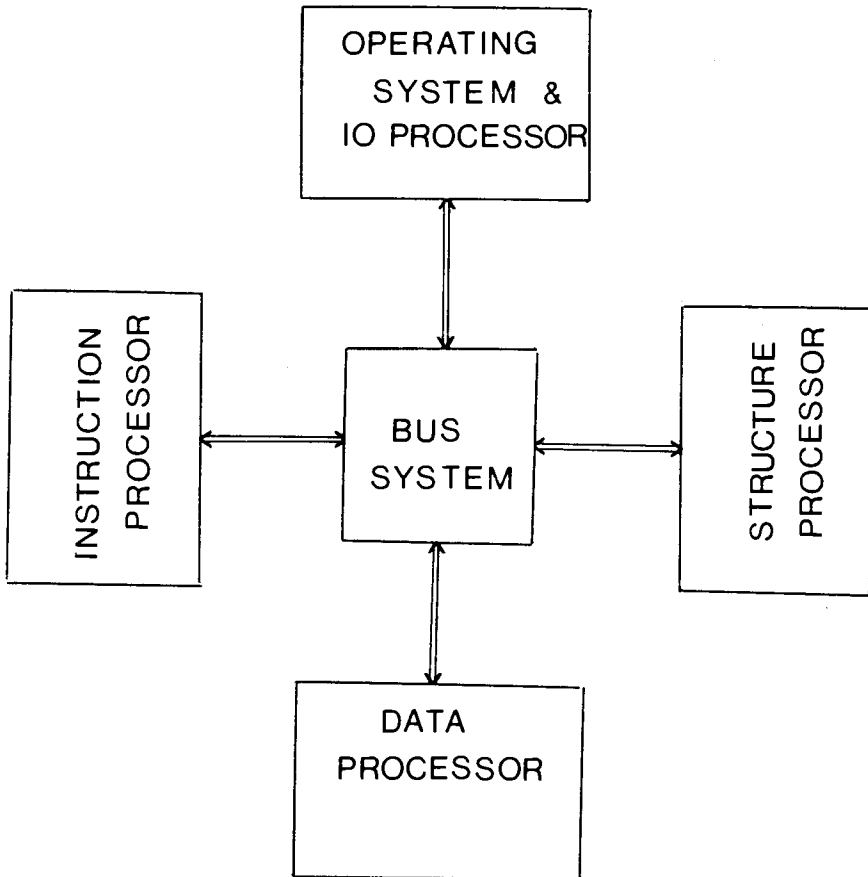 OPERATING
SYSTEM &
IO PROCESSOR
INSTRUCTION
PROCESSOR
BUS
SYSTEM
STRUCTURE
PROCESSOR
DATA
PROCESSOR